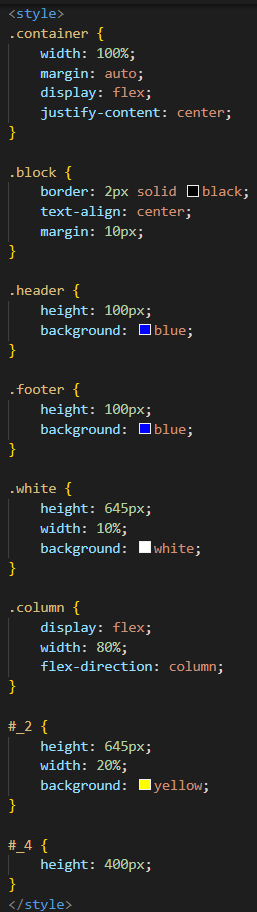 <style>
.container {
    width: 100%;
    margin: auto;
    display: flex;
    justify-content: center;
}

.block {
    border: 2px solid black;
    text-align: center;
    margin: 10px;
}

.header {
    height: 100px;
    background: blue;
}

.footer {
    height: 100px;
    background: blue;
}

.white {
    height: 645px;
    width: 10%;
    background: white;
}

.column {
    display: flex;
    width: 80%;
    flex-direction: column;
}

#_2 {
    height: 645px;
    width: 20%;
    background: yellow;
}

#_4 {
    height: 400px;
}
</style>